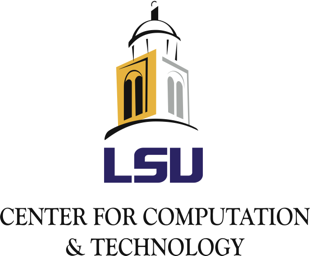 LSU
CENTER FOR COMPUTATION
& TECHNOLOGY